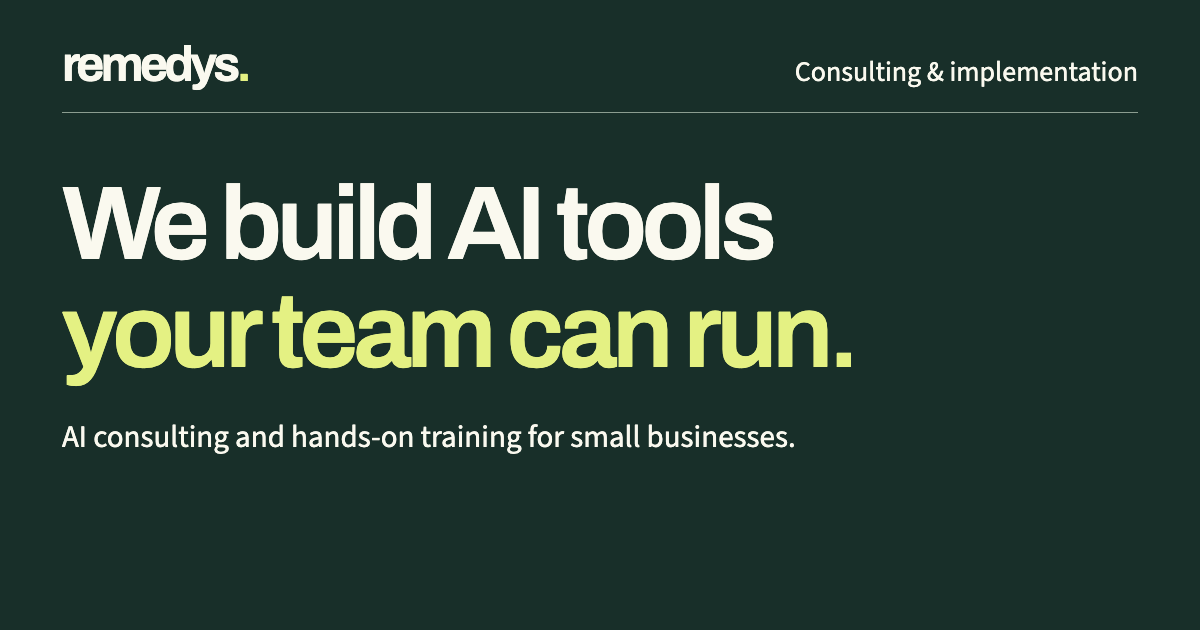 remedys.
Consulting & implementation
We build AI tools
your team can run.
AI consulting and hands-on training for small businesses.